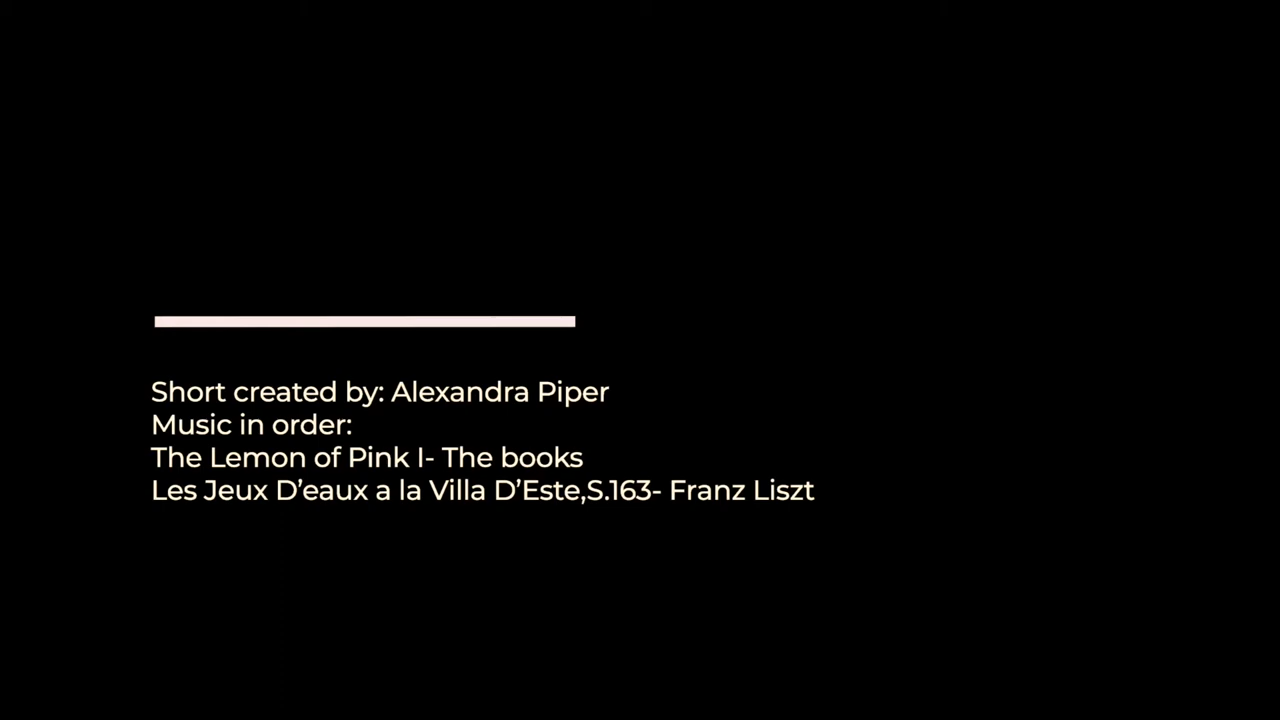 Short created by: Alexandra Piper
Music in order:
The Lemon of Pink I- The books
Les Jeux D’eaux a la Villa D’Este,S.163- Franz Liszt